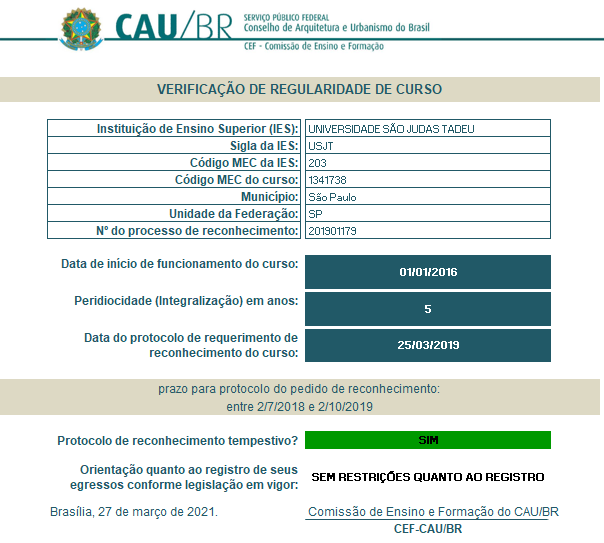 CAU/BR
SERVIÇO PÚBLICO FEDERAL
Conselho de Arquitetura e Urbanismo do Brasil
CEF - Comissão de Ensino e Formação
VERIFICAÇÃO DE REGULARIDADE DE CURSO
Instituição de Ensino Superior (IES): UNIVERSIDADE SÃO JUDAS TADEU
Sigla da IES: USJT
Código MEC da IES: 203
Código MEC do curso: 1341738
Município: São Paulo
Unidade da Federação: SP
Nº do processo de reconhecimento: 201901179
Data de início de funcionamento do curso: 01/01/2016
Peridiocidade (Integralização) em anos: 5
Data do protocolo de requerimento de
reconhecimento do curso: 25/03/2019
prazo para protocolo do pedido de reconhecimento:
entre 2/7/2018 e 2/10/2019
Protocolo de reconhecimento tempestivo? SIM
Orientação quanto ao registro de seus
egressos conforme legislação em vigor: SEM RESTRIÇÕES QUANTO AO REGISTRO
Brasília, 27 de março de 2021. Comissão de Ensino e Formação do CAU/BR
CEF-CAU/BR